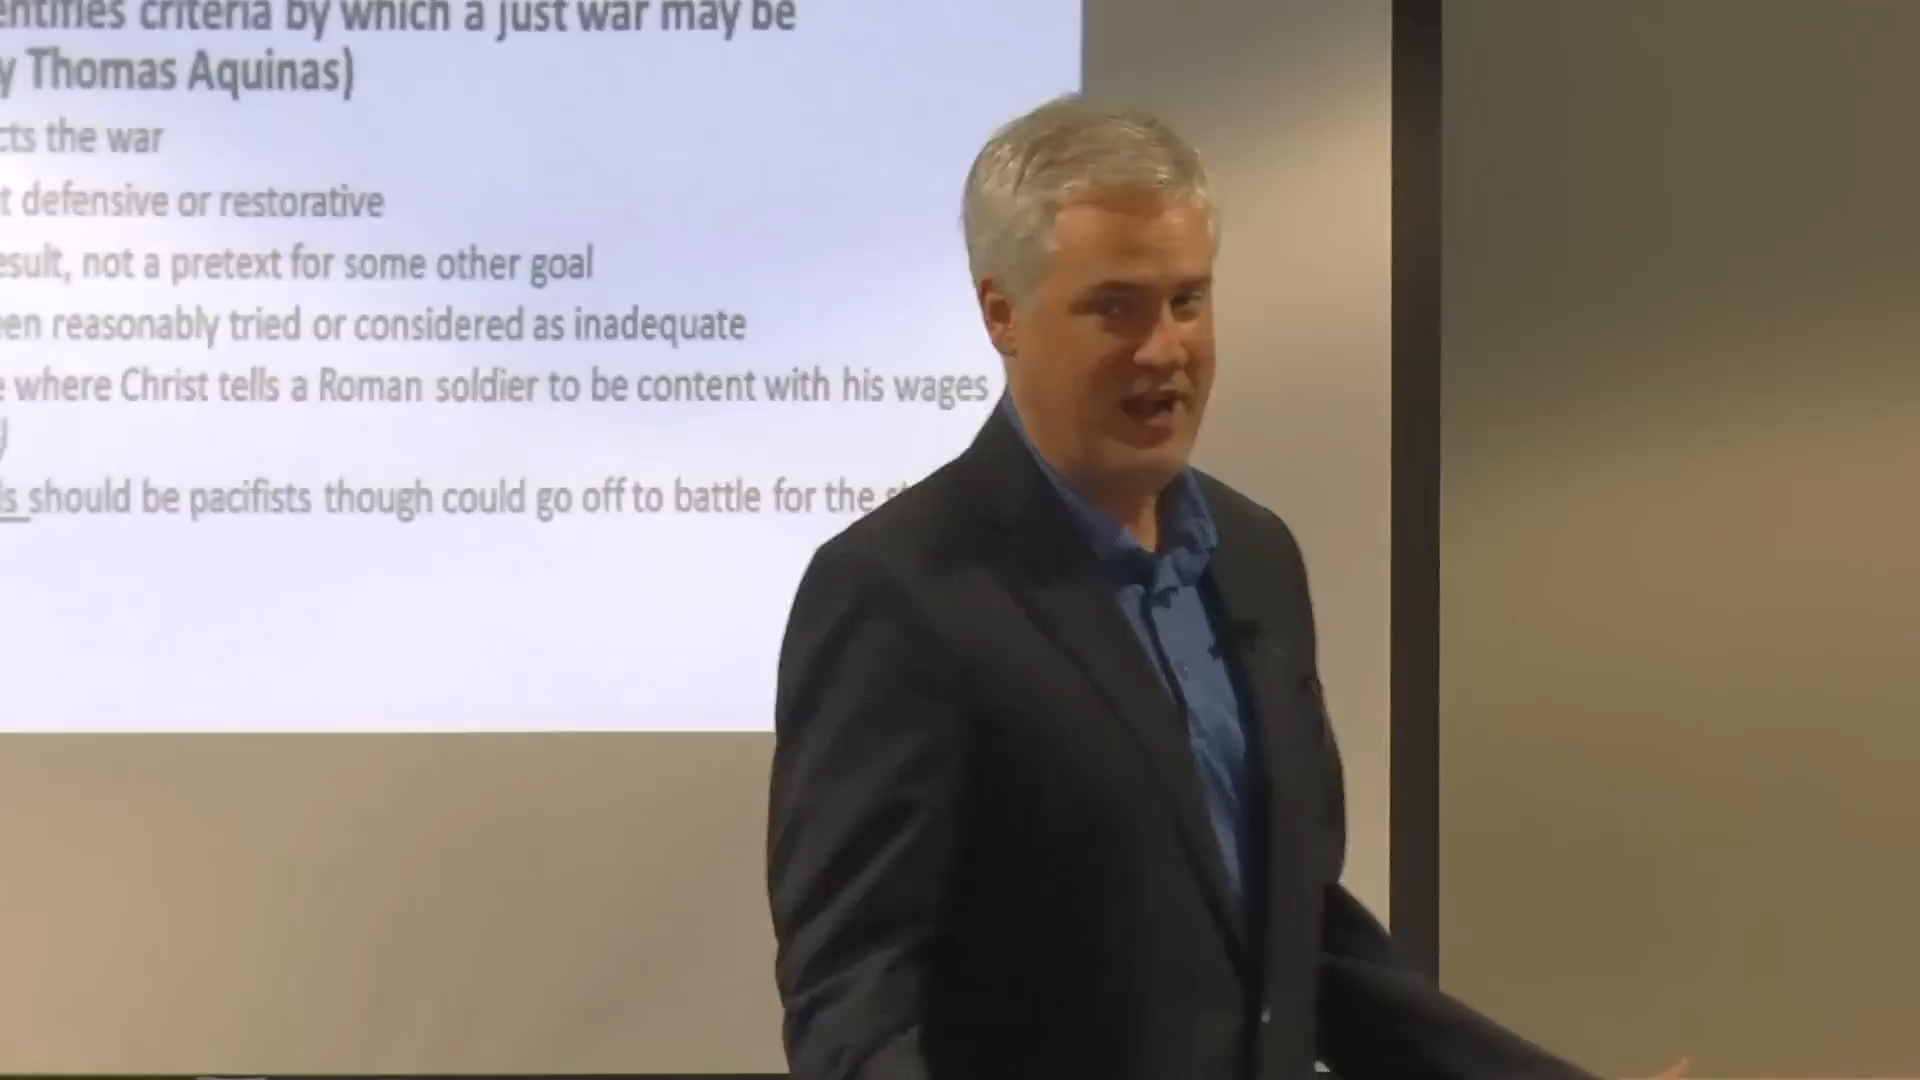 entifies criteria by which a just war may be
y Thomas Aquinas)
cts the war
t defensive or restorative
esult, not a pretext for some other goal
en reasonably tried or considered as inadequate
e where Christ tells a Roman soldier to be content with his wages
ls should be pacifists though could go off to battle for the